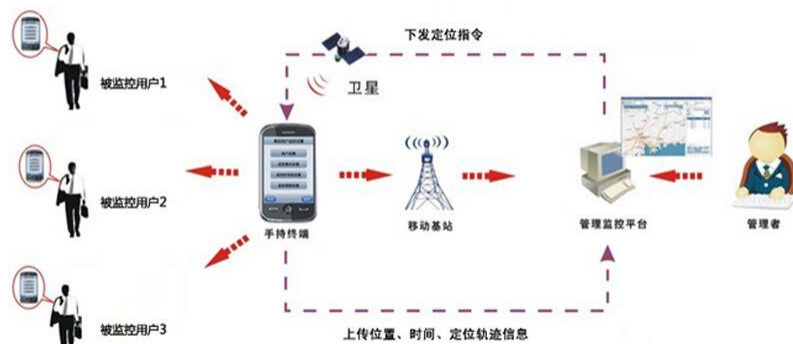 下发定位指令
卫星
被监控用户1
被监控用户2
被监控用户3
手持终端
移动基站
管理监控平台
管理者
上传位置、时间、定位轨迹信息